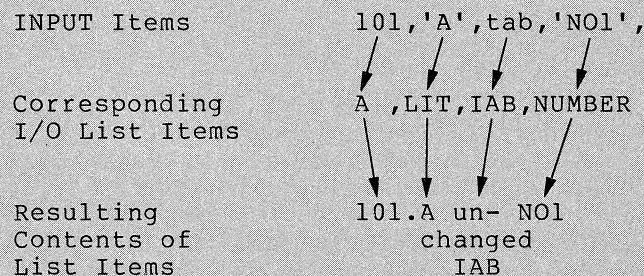 INPUT Items 101,'A',tab,'NO1',
Corresponding A ,LIT,IAB,NUMBER
I/O List Items
Resulting 101.A un- NO1
Contents of changed
List Items IAB